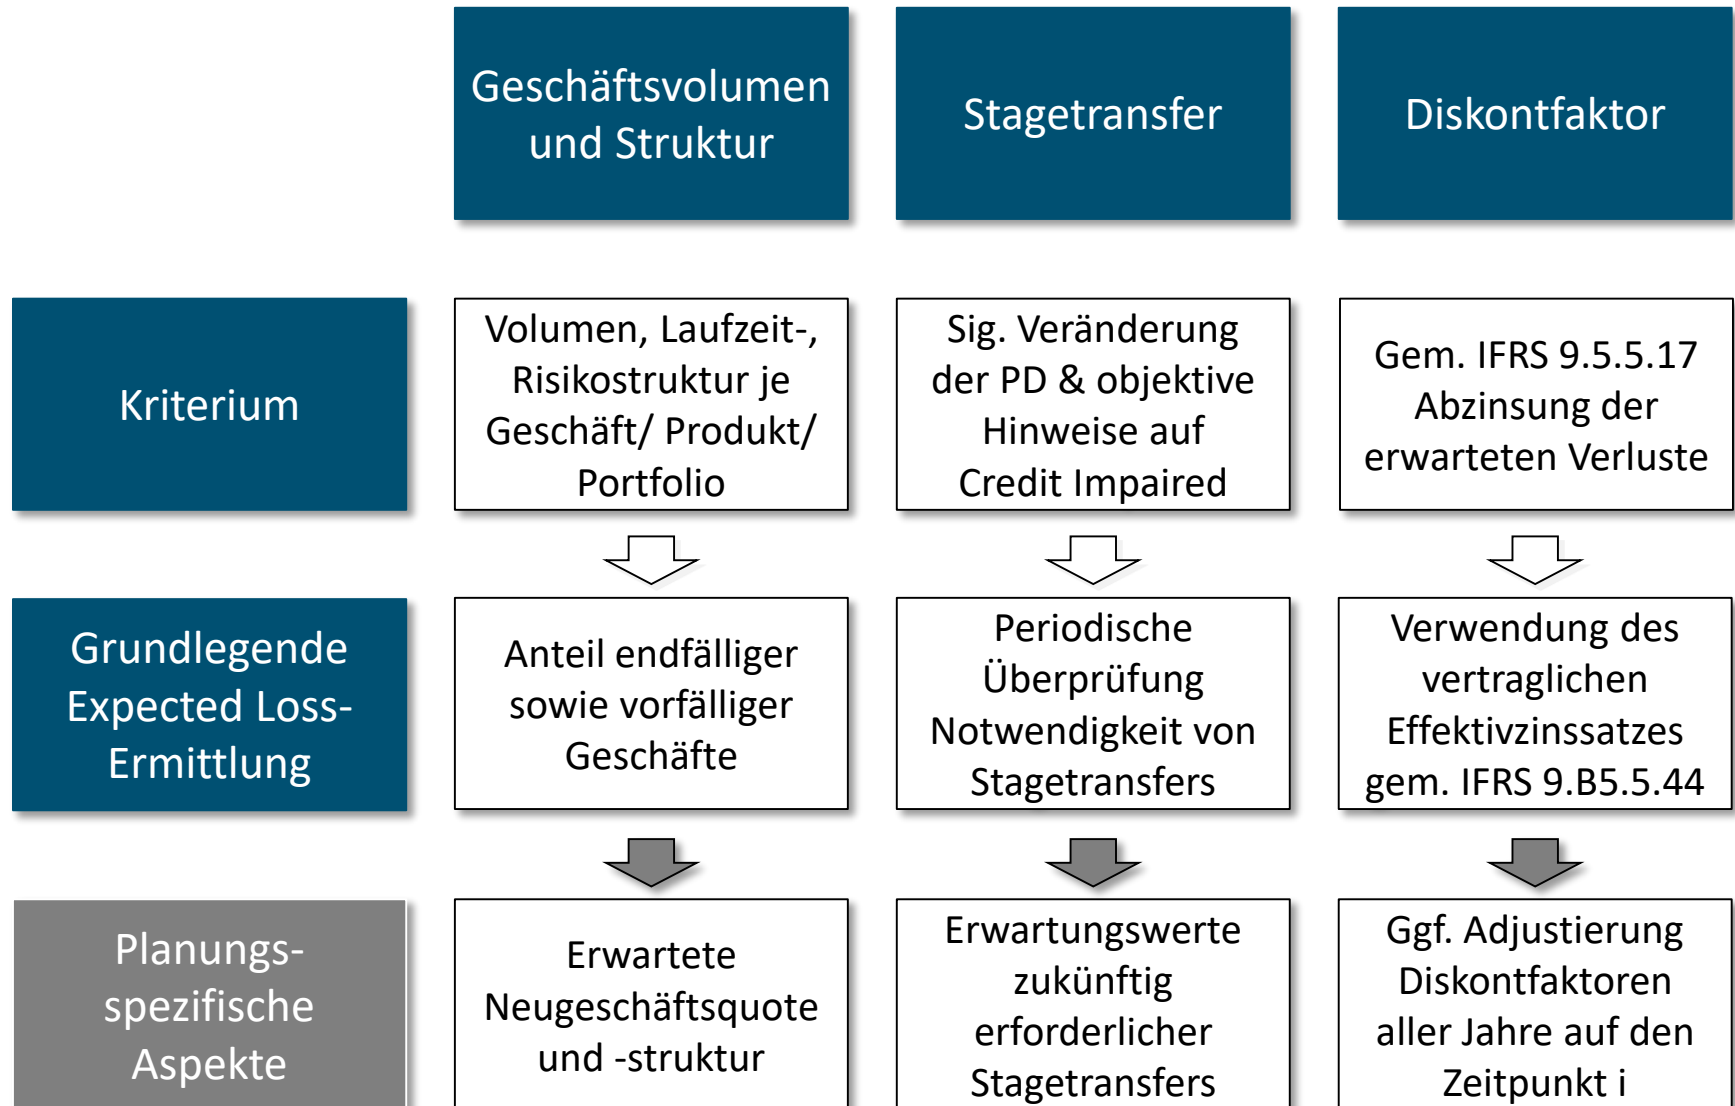 Geschäftsvolumen
und Struktur
Stagetransfer
Diskontfaktor
Kriterium
Volumen, Laufzeit-,
Risikostruktur je
Geschäft/ Produkt/
Portfolio
Sig. Veränderung
der PD & objektive
Hinweise auf
Credit Impaired
Gem. IFRS 9.5.5.17
Abzinsung der
erwarteten Verluste
Grundlegende
Expected Loss-
Ermittlung
Anteil endfälliger
sowie vorfälliger
Geschäfte
Periodische
Überprüfung
Notwendigkeit von
Stagetransfers
Verwendung des
vertraglichen
Effektivzinssatzes
gem. IFRS 9.B5.5.44
Planungs-
spezifische
Aspekte
Erwartete
Neugeschäftsquote
und -struktur
Erwartungswerte
zukünftig
erforderlicher
Stagetransfers
Ggf. Adjustierung
Diskontfaktoren
aller Jahre auf den
Zeitpunkt i